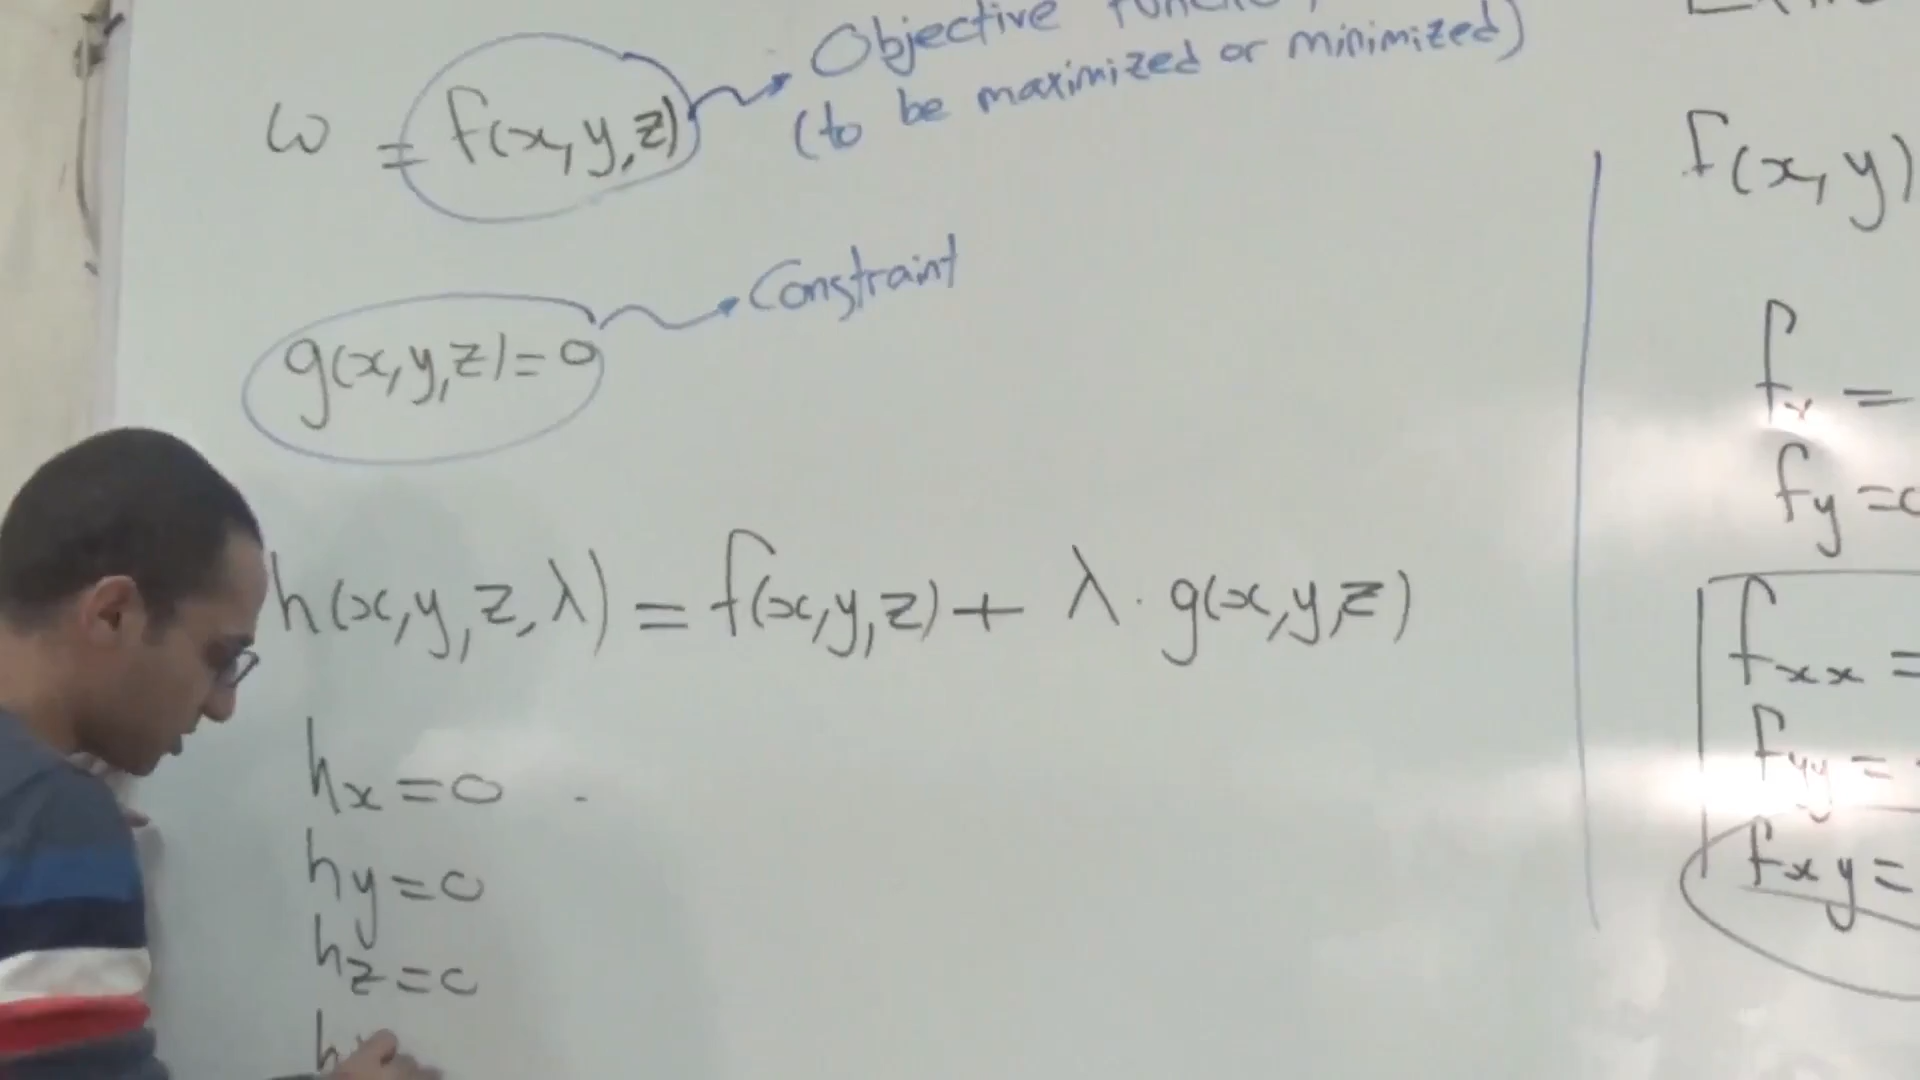 Objective
ω = f(x,y,z) (to be maximized or minimized)
g(x,y,z)=0 Constraint
h(x,y,z,λ) = f(x,y,z) + λ · g(x,y,z)
hx = 0
hy = 0
hz = 0
h
f(x,y)
fx =
fy =
fxx =
fyy =
fxy =